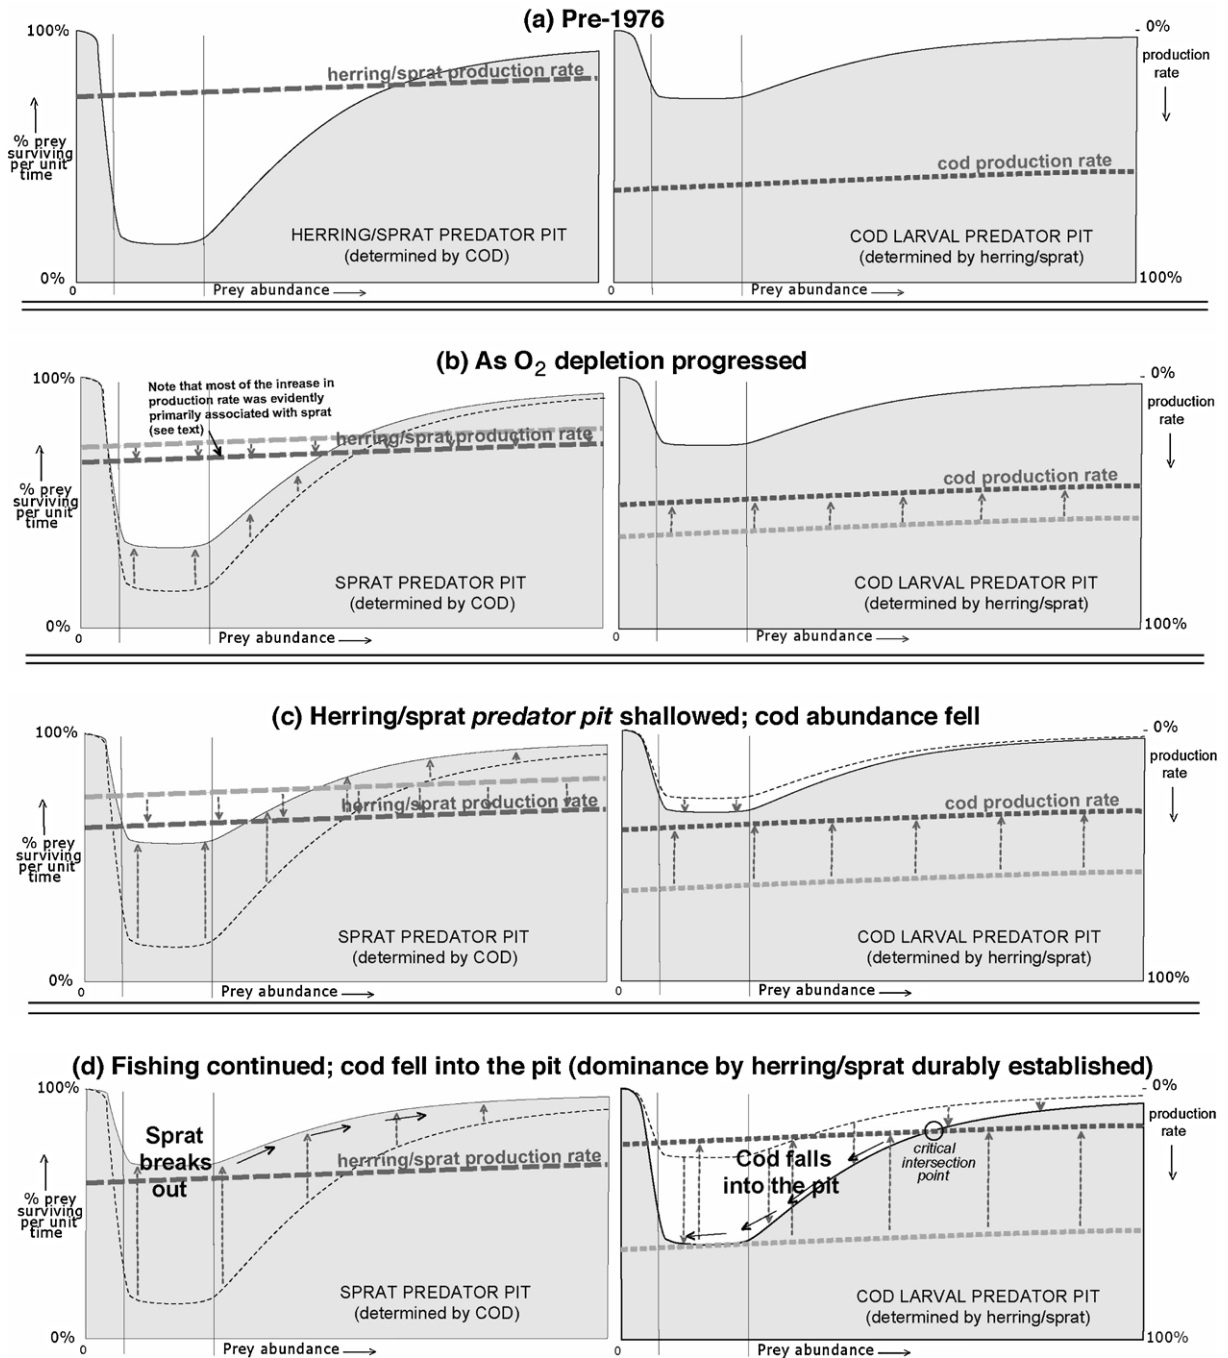 (a) Pre-1976
100%
herring/sprat production rate
% prey
surviving
per unit
time
HERRING/SPRAT PREDATOR PIT
(determined by COD)
0%
0
Prey abundance
0%
production
rate
cod production rate
COD LARVAL PREDATOR PIT
(determined by herring/sprat)
100%
0
Prey abundance
(b) As O2 depletion progressed
100%
Note that most of the inrease in
production rate was evidently
primarily associated with sprat
(see text)
herring/sprat production rate
% prey
surviving
per unit
time
SPRAT PREDATOR PIT
(determined by COD)
0%
0
Prey abundance
0%
production
rate
cod production rate
COD LARVAL PREDATOR PIT
(determined by herring/sprat)
100%
0
Prey abundance
(c) Herring/sprat predator pit shallowed; cod abundance fell
100%
herring/sprat production rate
% prey
surviving
per unit
time
SPRAT PREDATOR PIT
(determined by COD)
0%
0
Prey abundance
0%
production
rate
cod production rate
COD LARVAL PREDATOR PIT
(determined by herring/sprat)
100%
0
Prey abundance
(d) Fishing continued; cod fell into the pit (dominance by herring/sprat durably established)
100%
Sprat
breaks
out
herrring/sprat production rate
% prey
surviving
per unit
time
SPRAT PREDATOR PIT
(determined by COD)
0%
0
Prey abundance
0%
production
rate
critical
intersection
point
Cod falls
into the pit
COD LARVAL PREDATOR PIT
(determined by herring/sprat)
100%
0
Prey abundance